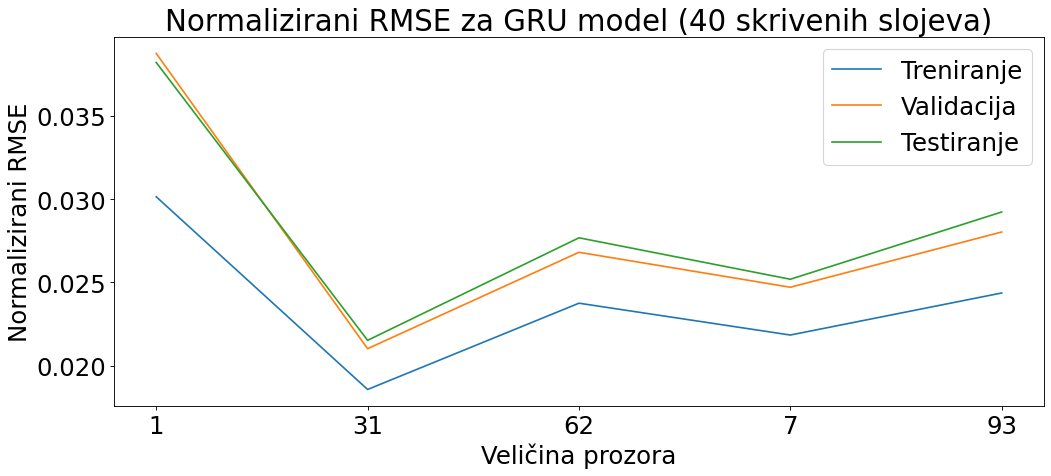 Normalizirani RMSE za GRU model (40 skrivenih slojeva)
Treniranje
Validacija
Testiranje
Normalizirani RMSE
0.035
0.030
0.025
0.020
1 31 62 7 93
Veličina prozora